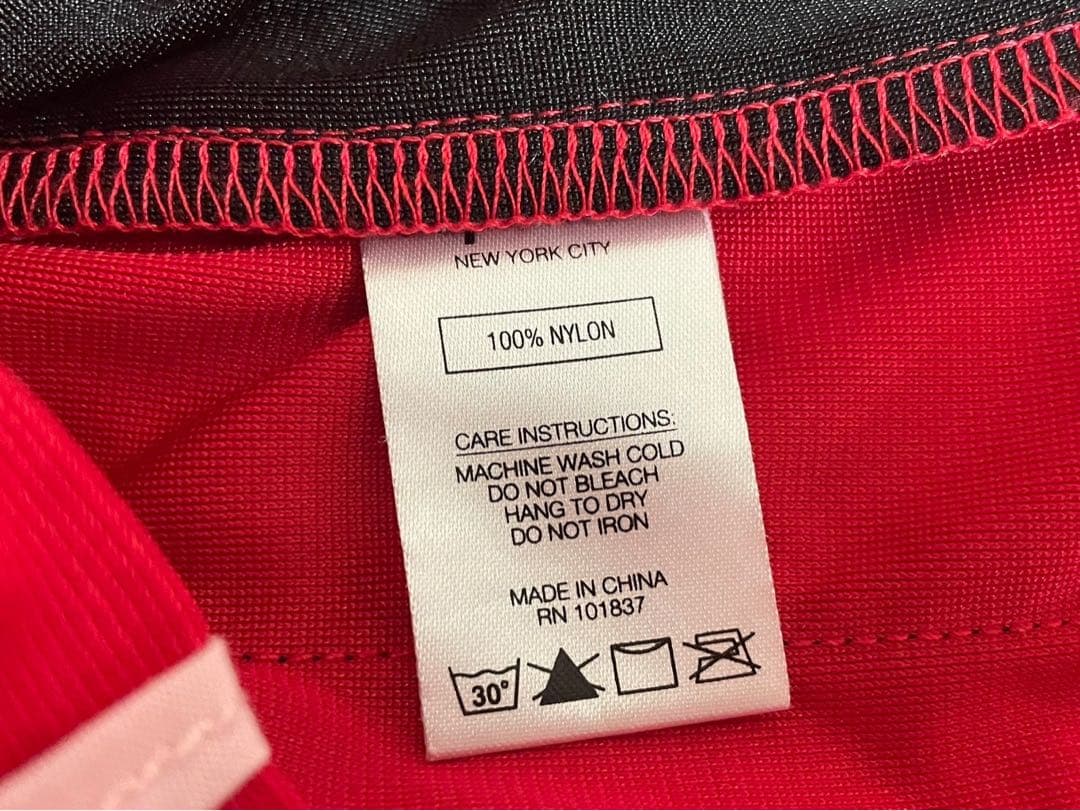 NEW YORK CITY
100% NYLON
CARE INSTRUCTIONS:
MACHINE WASH COLD
DO NOT BLEACH
HANG TO DRY
DO NOT IRON
MADE IN CHINA
RN 101837
30°